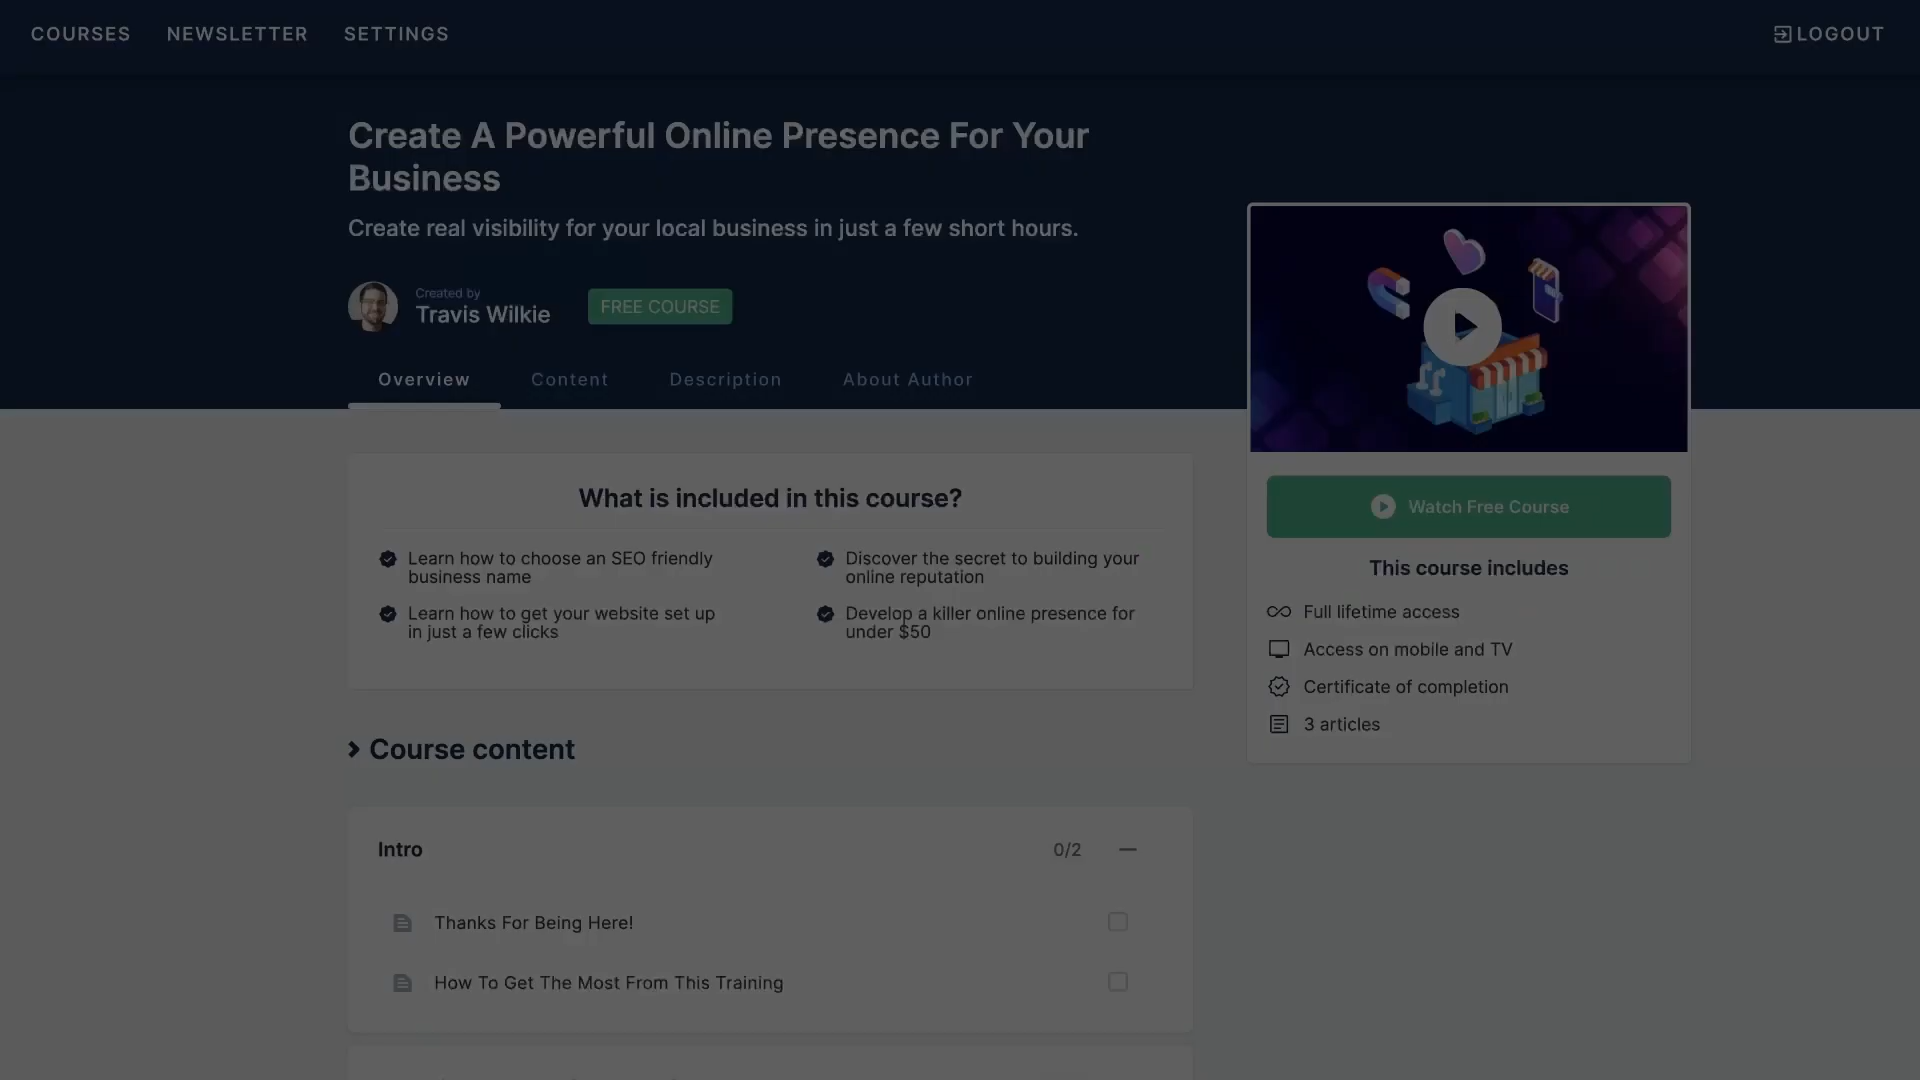 COURSES
NEWSLETTER
SETTINGS
LOGOUT
Create A Powerful Online Presence For Your
Business
Create real visibility for your local business in just a few short hours.
Created by
Travis Wilkie
FREE COURSE
Overview
Content
Description
About Author
What is included in this course?
Learn how to choose an SEO friendly
business name
Discover the secret to building your
online reputation
Learn how to get your website set up
in just a few clicks
Develop a killer online presence for
under $50
Watch Free Course
This course includes
Full lifetime access
Access on mobile and TV
Certificate of completion
3 articles
Course content
Intro
0/2
Thanks For Being Here!
How To Get The Most From This Training